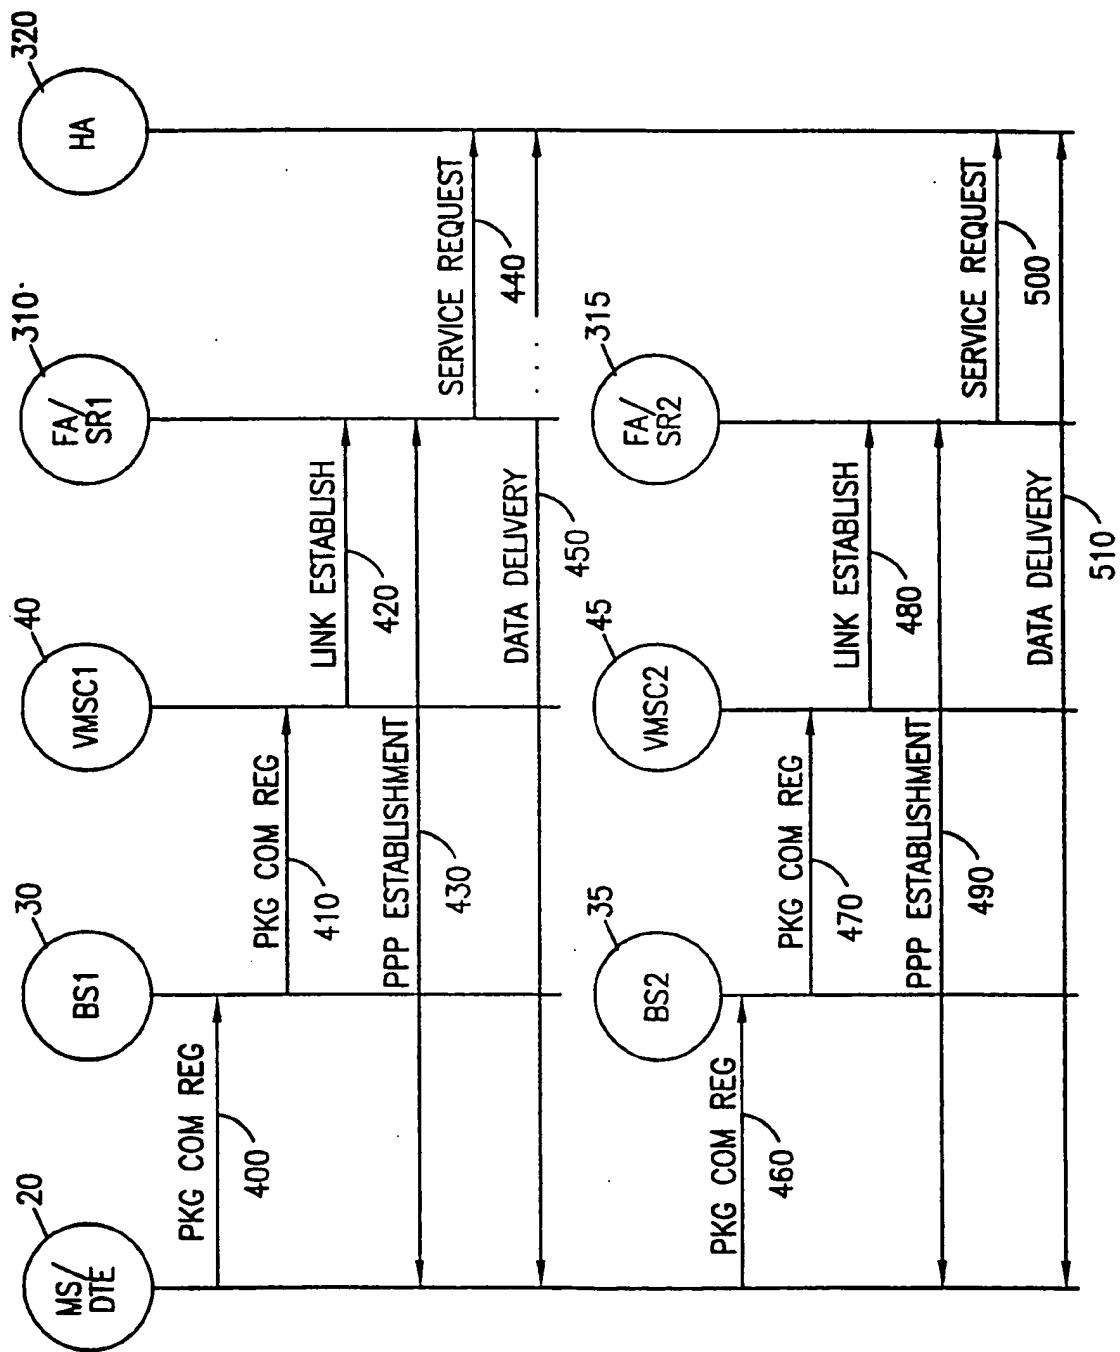 20
MS/
DTE
30
BS1
40
VMSC1
310
FA/
SR1
320
HA
PKG COM REG
400
PKG COM REG
410
LINK ESTABLISH
420
PPP ESTABLISHMENT
430
SERVICE REQUEST
440
DATA DELIVERY
450
35
BS2
45
VMSC2
315
FA/
SR2
PKG COM REG
460
PKG COM REG
470
LINK ESTABLISH
480
PPP ESTABLISHMENT
490
SERVICE REQUEST
500
DATA DELIVERY
510